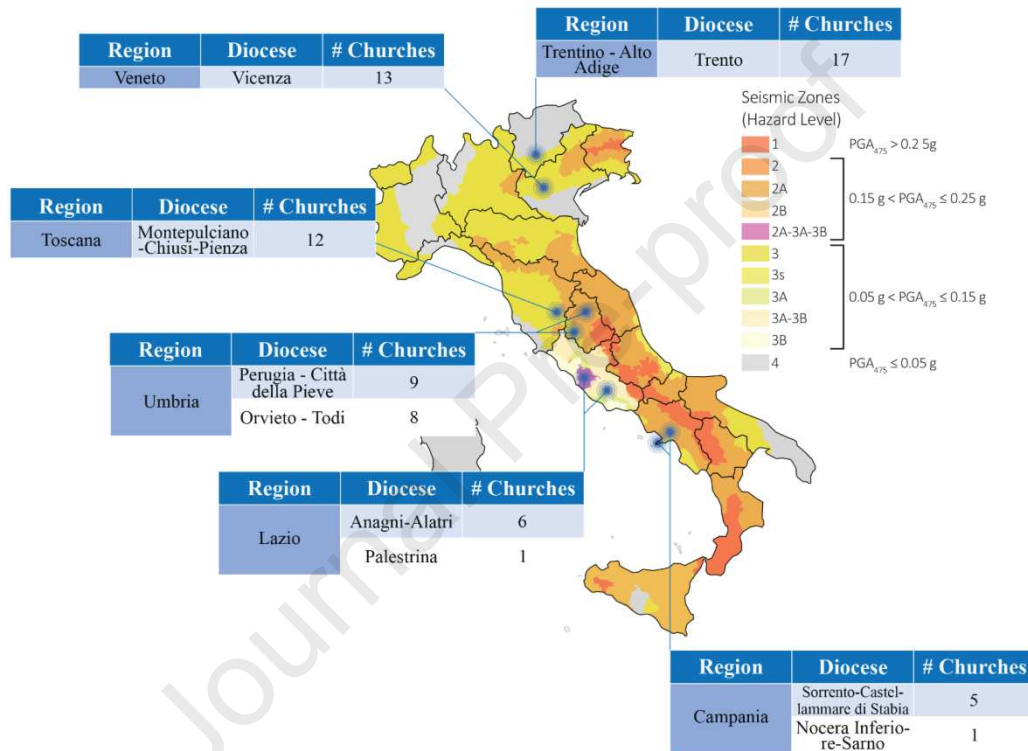 Region Diocese # Churches
Veneto Vicenza 13
Region Diocese # Churches
Trentino - Alto
Adige Trento 17
Seismic Zones
(Hazard Level)
1 PGA475 > 0.2 5g
2
2A
2B
2A-3A-3B
0.15 g < PGA475 ≤ 0.25 g
3
3s
3A
3A-3B
3B
0.05 g < PGA475 ≤ 0.15 g
4 PGA475 ≤ 0.05 g
Region Diocese # Churches
Toscana Montepulciano
-Chiusi-Pienza 12
Region Diocese # Churches
Umbria
Perugia - Città
della Pieve 9
Orvieto - Todi 8
Region Diocese # Churches
Lazio
Anagni-Alatri 6
Palestrina 1
Region Diocese # Churches
Campania
Sorrento-Castel-
lammare di Stabia 5
Nocera Inferio-
re-Sarno 1
Journal Pre-proof